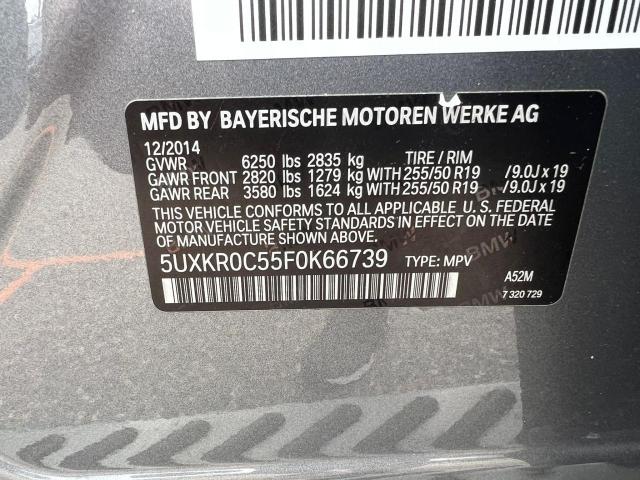 MFD BY BAYERISCHE MOTOREN WERKE AG
12/2014
GVWR 6250 lbs 2835 kg TIRE / RIM
GAWR FRONT 2820 lbs 1279 kg WITH 255/50 R19 /9.0J x 19
GAWR REAR 3580 lbs 1624 kg WITH 255/50 R19 /9.0J x 19
THIS VEHICLE CONFORMS TO ALL APPLICABLE U. S. FEDERAL
MOTOR VEHICLE SAFETY STANDARDS IN EFFECT ON THE DATE
OF MANUFACTURE SHOWN ABOVE.
5UXKR0C55F0K66739 TYPE: MPV
A52M
7 320 729